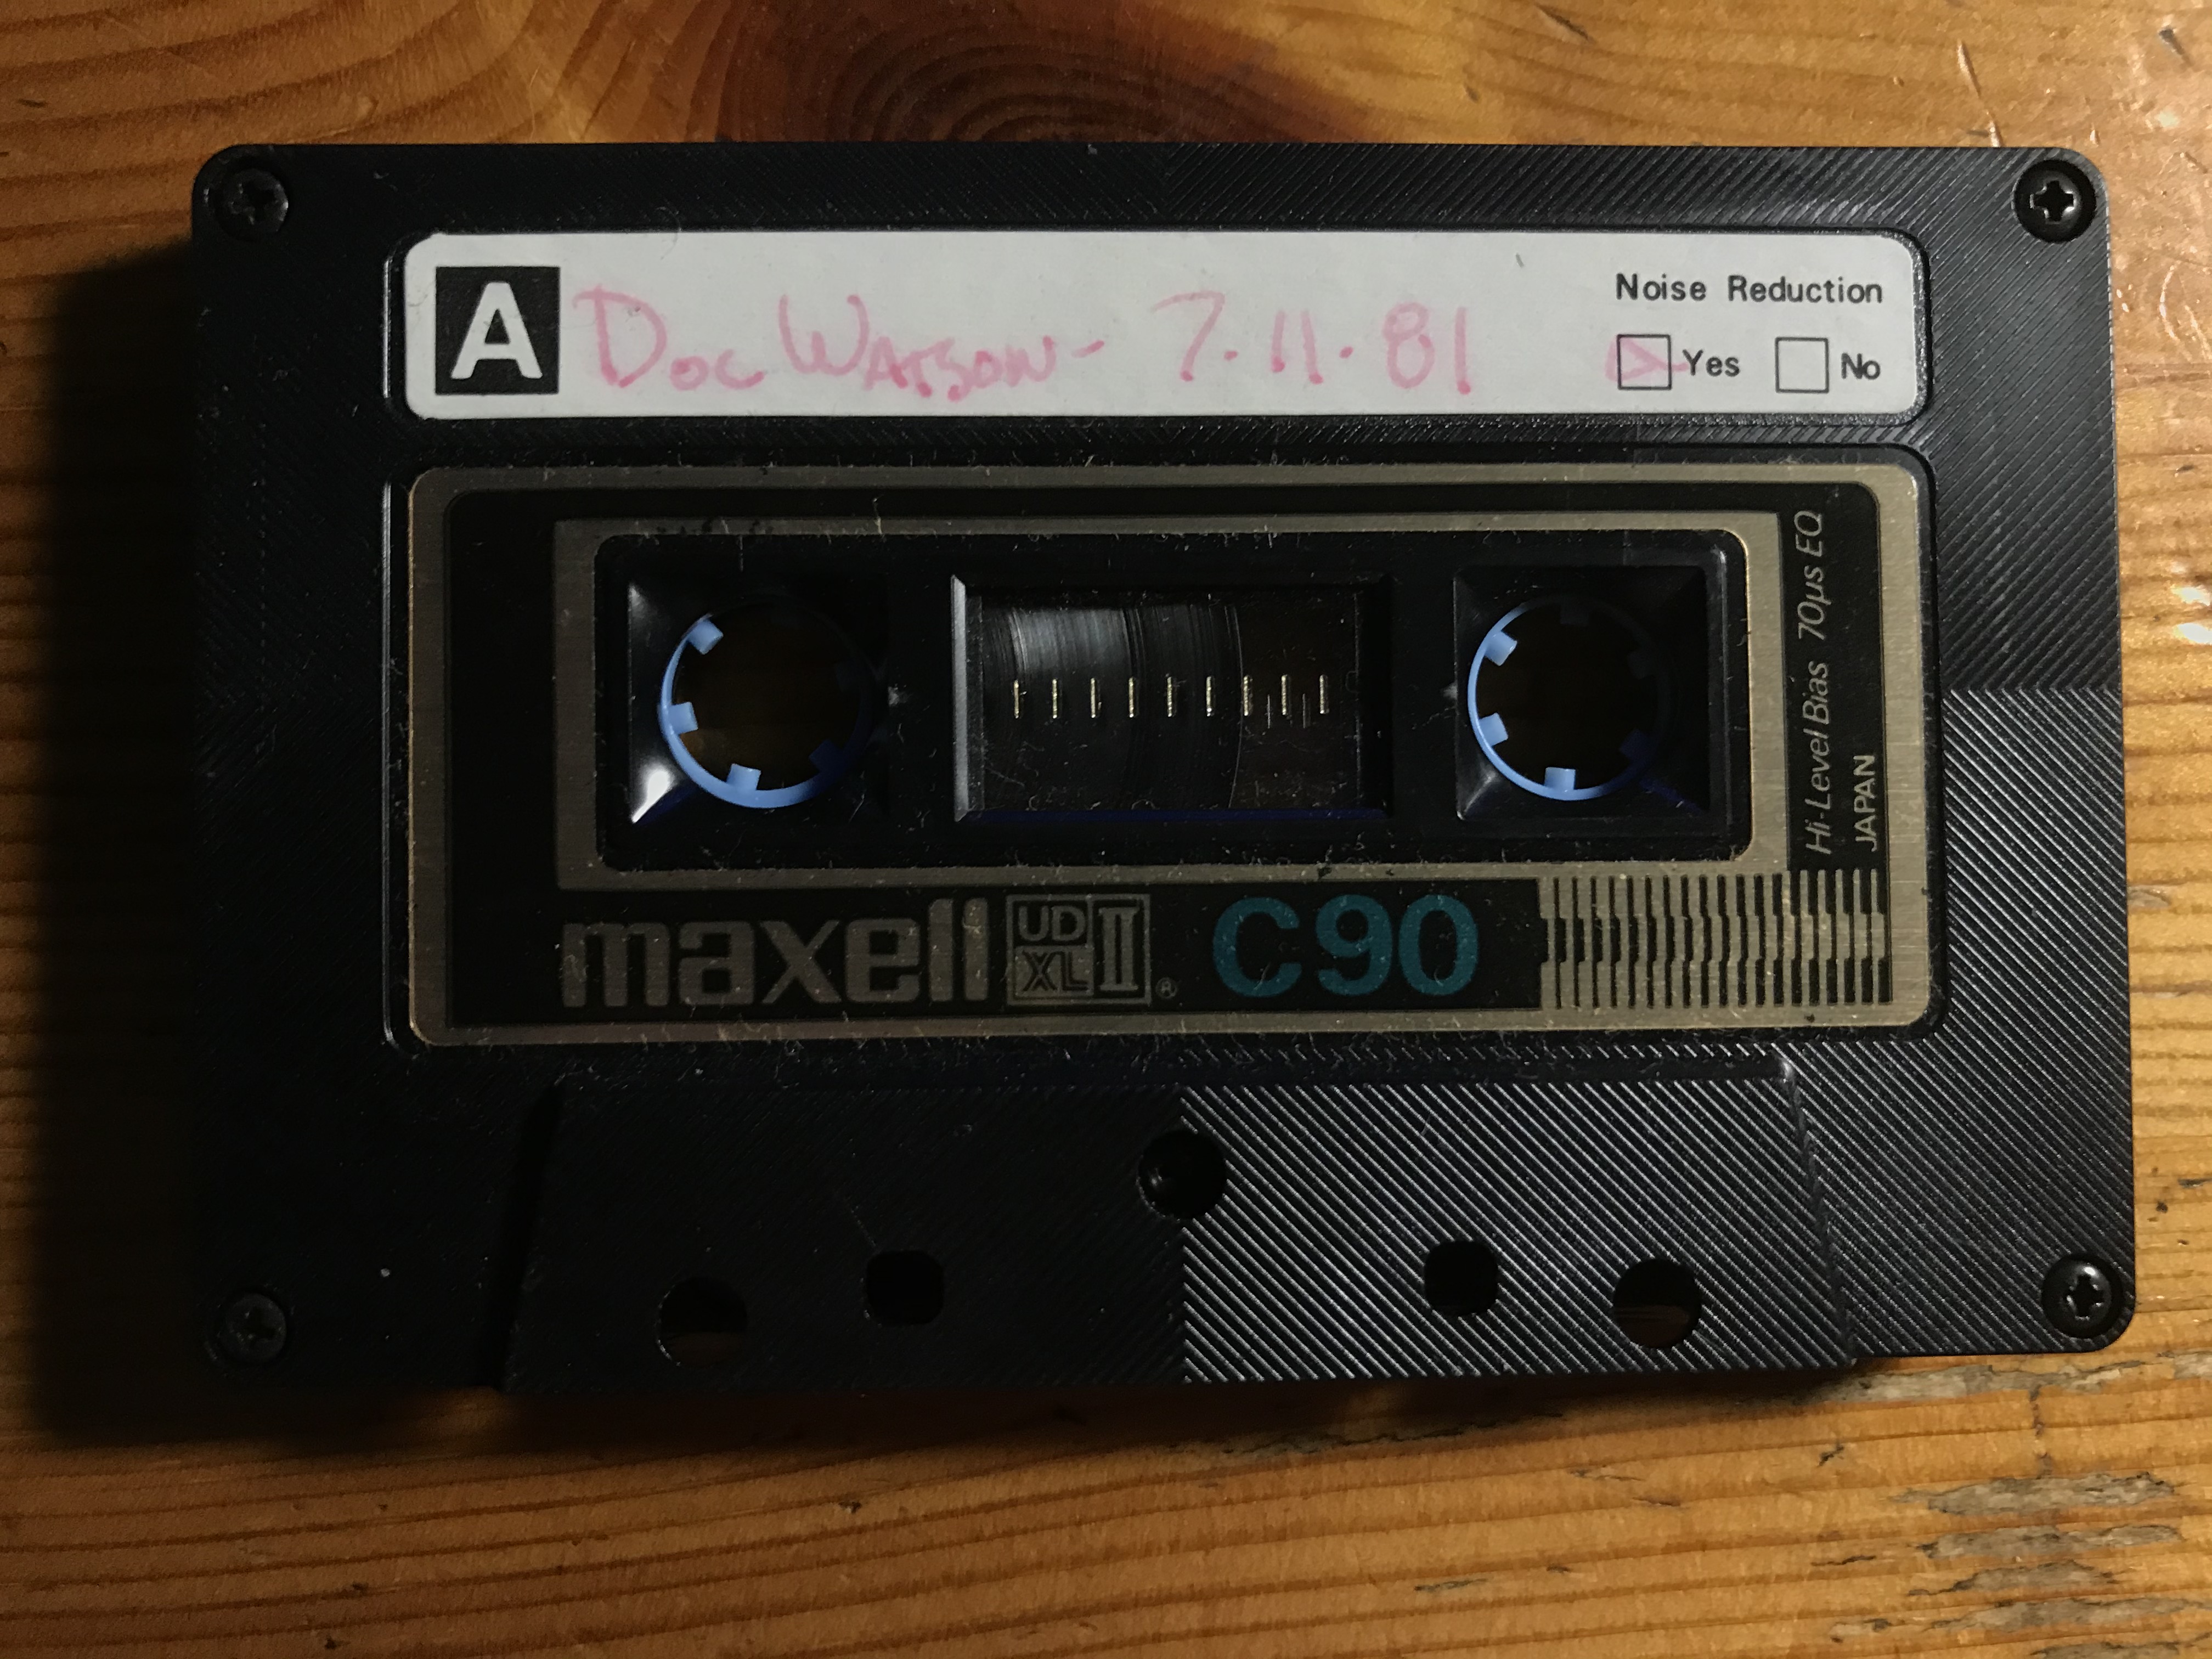 Noise Reduction
A Doc Watson - 7·11·81 Yes No
Hi-Level Bias 70µs EQ
JAPAN
maxell UD XL II ® C90